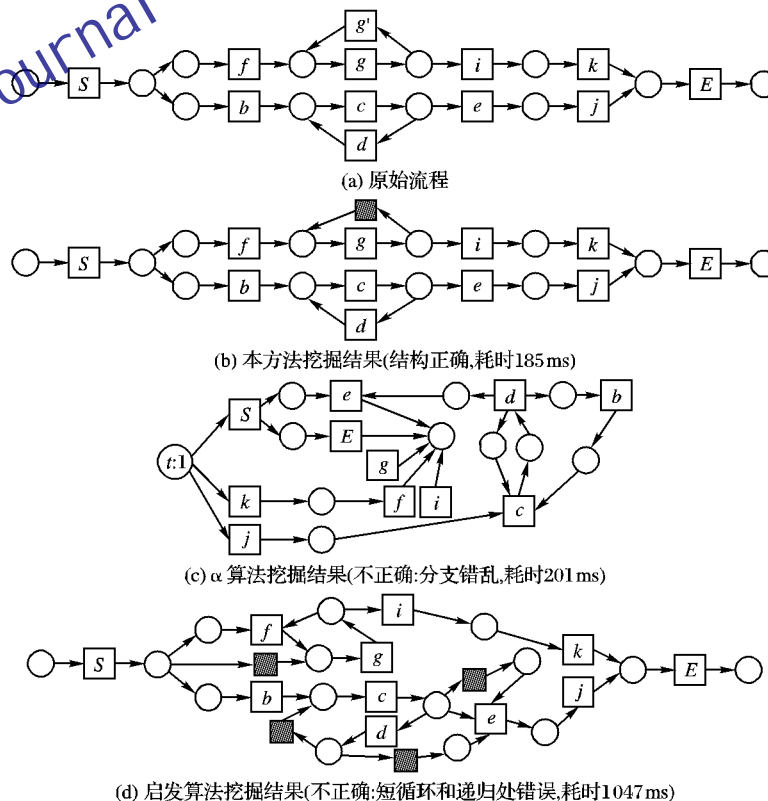 ournal
g'
S f g i k E
b c e j
d
(a) 原始流程
S f g i k E
b c e j
d
(b) 本方法挖掘结果(结构正确,耗时185 ms)
S e d b
E
t:1 g
k f i c
j
(c) α 算法挖掘结果(不正确:分支错乱,耗时201 ms)
f i
S g k E
b c j
d e
(d) 启发算法挖掘结果(不正确:短循环和递归处错误,耗时1047 ms)